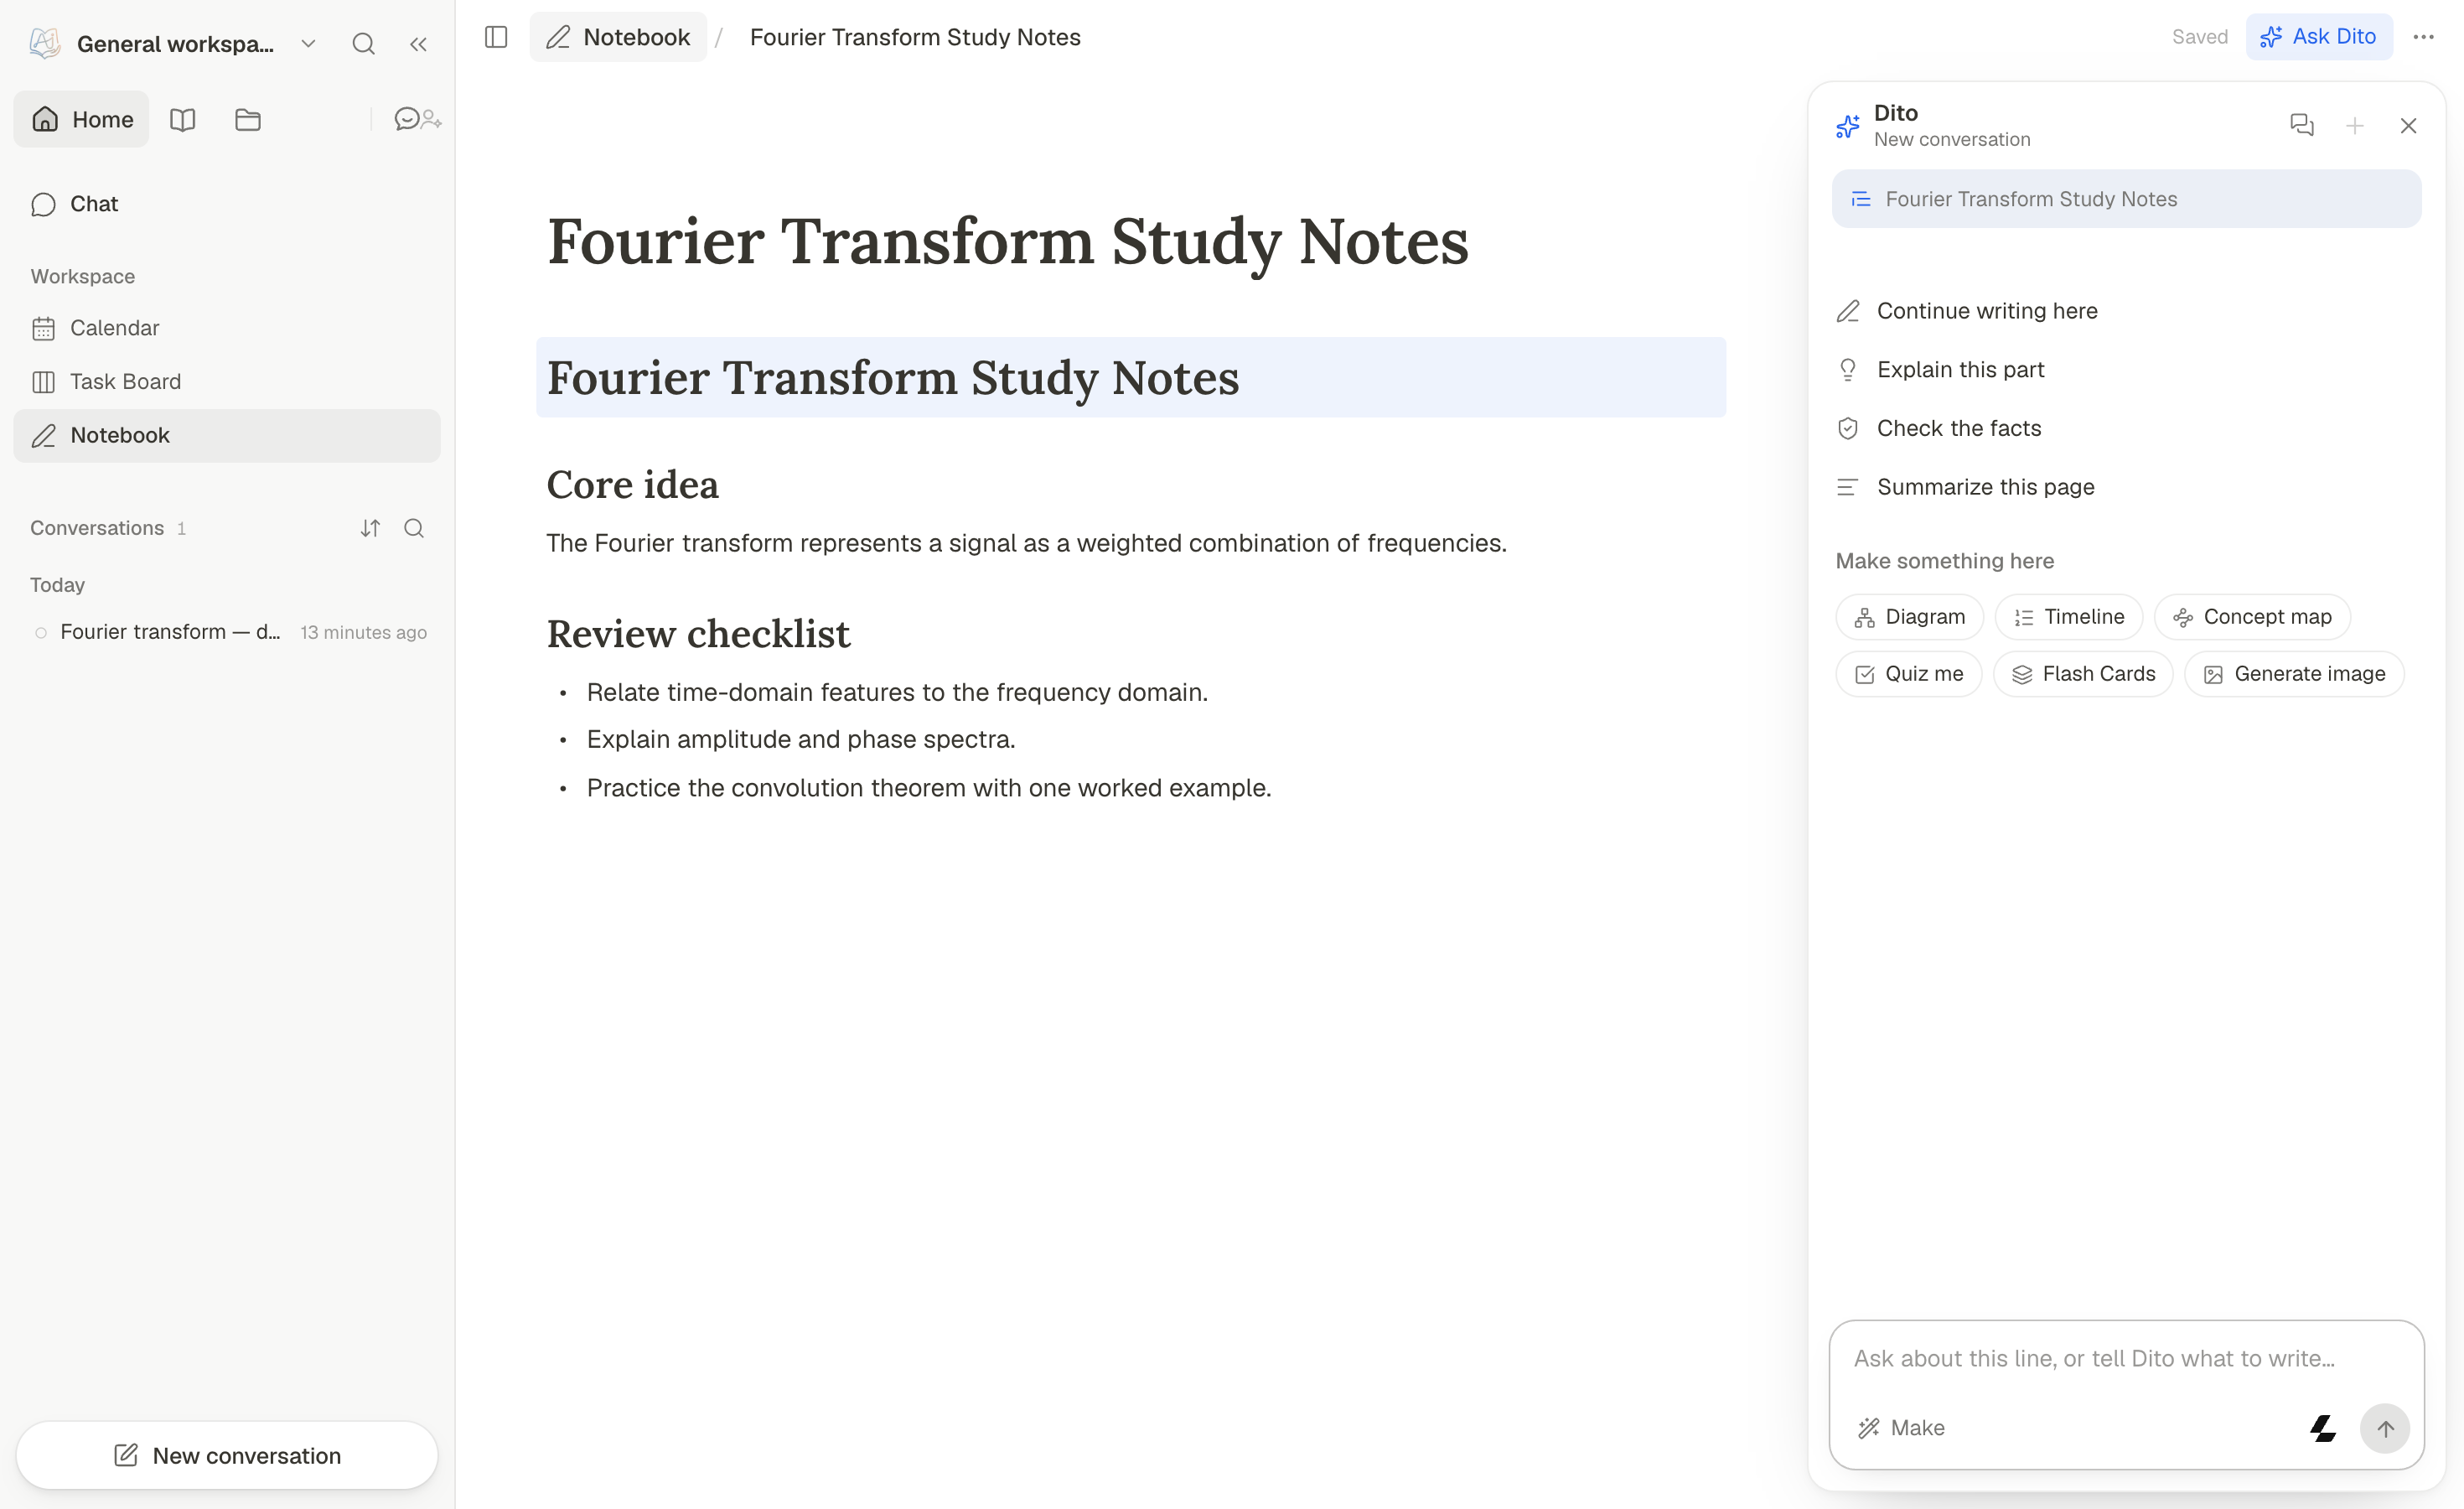 General workspa...
Home
Chat
Workspace
Calendar
Task Board
Notebook
Conversations 1
Today
Fourier transform — d... 13 minutes ago
New conversation
Notebook / Fourier Transform Study Notes
Saved
Ask Dito
Fourier Transform Study Notes
Fourier Transform Study Notes
Core idea
The Fourier transform represents a signal as a weighted combination of frequencies.
Review checklist
• Relate time-domain features to the frequency domain.
• Explain amplitude and phase spectra.
• Practice the convolution theorem with one worked example.
Dito
New conversation
Fourier Transform Study Notes
Continue writing here
Explain this part
Check the facts
Summarize this page
Make something here
Diagram Timeline Concept map
Quiz me Flash Cards Generate image
Ask about this line, or tell Dito what to write...
Make